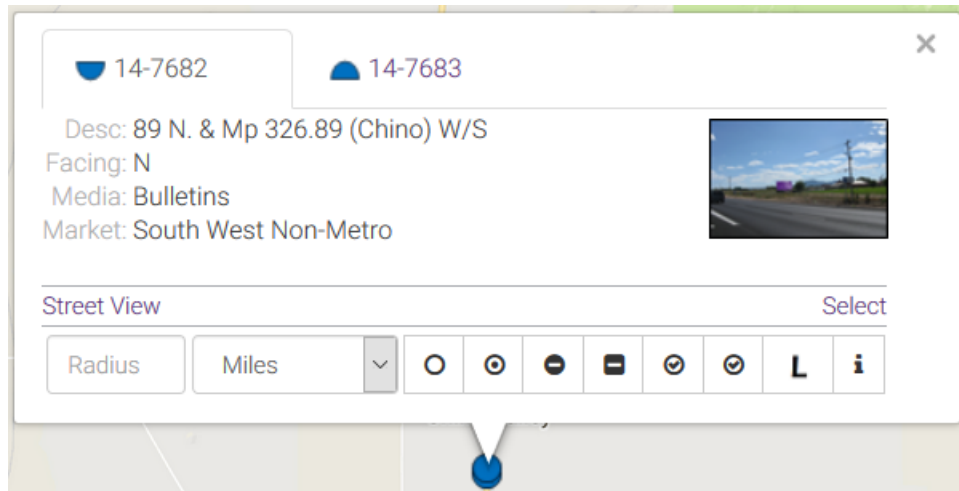 14-7682
14-7683
Desc: 89 N. & Mp 326.89 (Chino) W/S
Facing: N
Media: Bulletins
Market: South West Non-Metro
Street View
Select
Radius
Miles
L
i